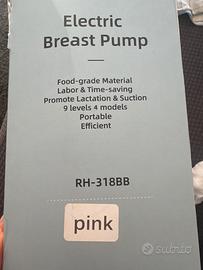 Electric
Breast Pump
Food-grade Material
Labor & Time-saving
Promote Lactation & Suction
9 levels 4 models
Portable
Efficient
RH-318BB
pink
subito